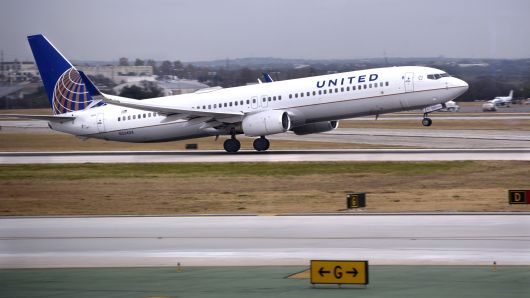 UNITED
G
D
← G →